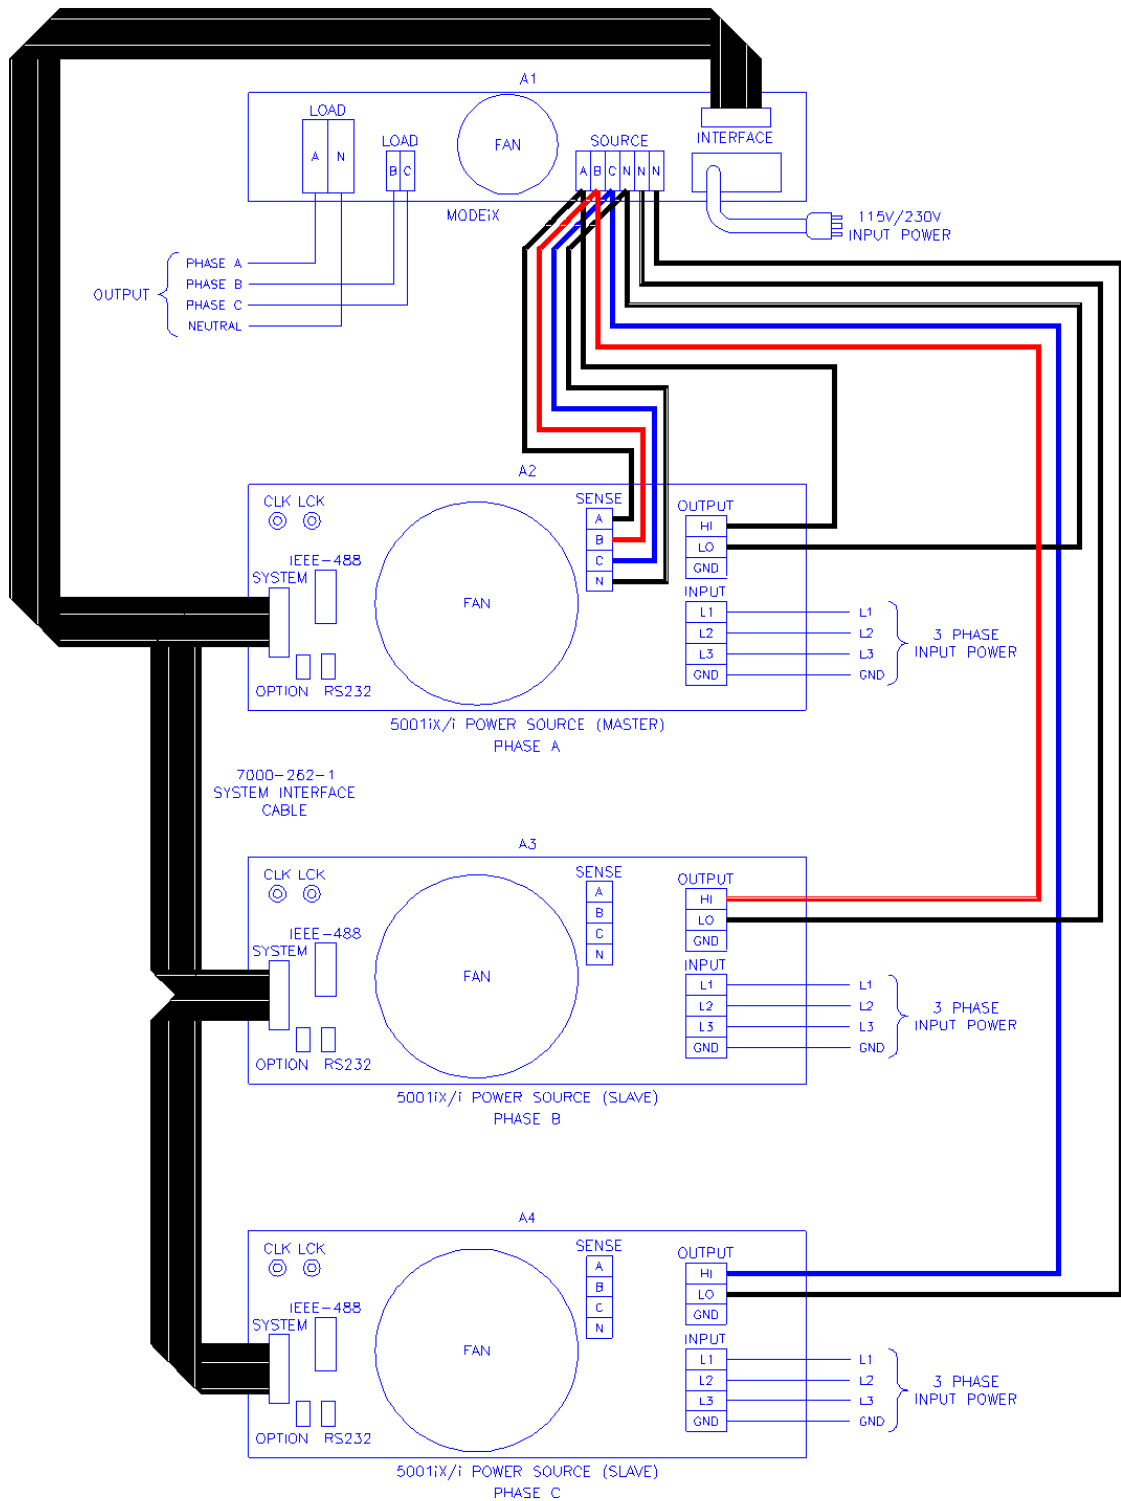 A1
LOAD
A N
LOAD
B C
FAN
SOURCE
A B C N N N
INTERFACE
MODEiX
115V/230V
INPUT POWER
OUTPUT
PHASE A
PHASE B
PHASE C
NEUTRAL
A2
CLK LCK
IEEE-488
SYSTEM
OPTION RS232
FAN
SENSE
A
B
C
N
OUTPUT
HI
LO
GND
INPUT
L1 L1
L2 L2
L3 L3
GND GND
3 PHASE
INPUT POWER
5001iX/i POWER SOURCE (MASTER)
PHASE A
7000-262-1
SYSTEM INTERFACE
CABLE
A3
CLK LCK
IEEE-488
SYSTEM
OPTION RS232
FAN
SENSE
A
B
C
N
OUTPUT
HI
LO
GND
INPUT
L1 L1
L2 L2
L3 L3
GND GND
3 PHASE
INPUT POWER
5001iX/i POWER SOURCE (SLAVE)
PHASE B
A4
CLK LCK
IEEE-488
SYSTEM
OPTION RS232
FAN
SENSE
A
B
C
N
OUTPUT
HI
LO
GND
INPUT
L1 L1
L2 L2
L3 L3
GND GND
3 PHASE
INPUT POWER
5001iX/i POWER SOURCE (SLAVE)
PHASE C